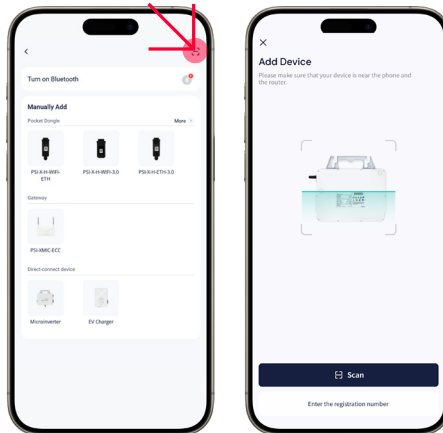 Turn on Bluetooth
Manually Add
Pocket Dongle
More
PSI-X-H-WIFI-
ETH
PSI-X-H-WIFI-3.0
PSI-X-H-ETH-3.0
Gateway
PSI-XMIC-ECC
Direct-connect device
Microinverter
EV Charger
Add Device
Please make sure that your device is near the phone and
the router.
Scan
Enter the registration number